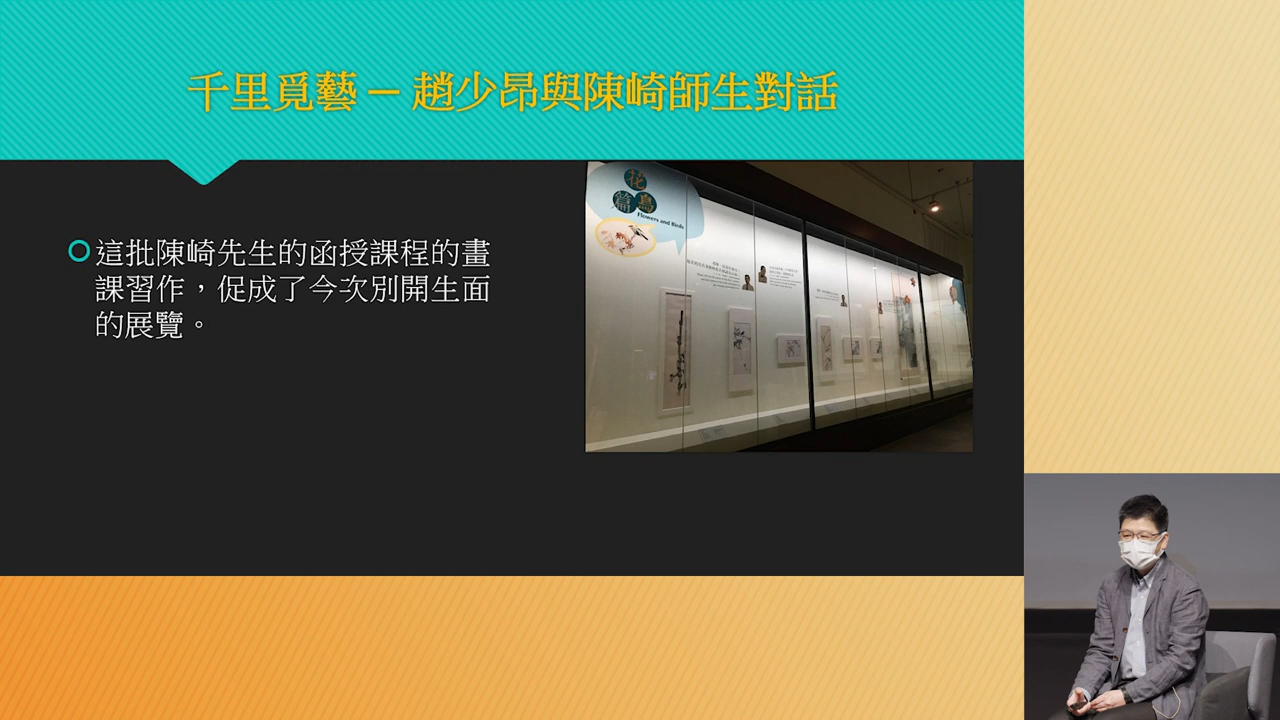 千里覓藝 ─ 趙少昂與陳崎師生對話
這批陳崎先生的函授課程的畫
課習作，促成了今次別開生面
的展覽。
花
鳥
篇
Flowers and Birds